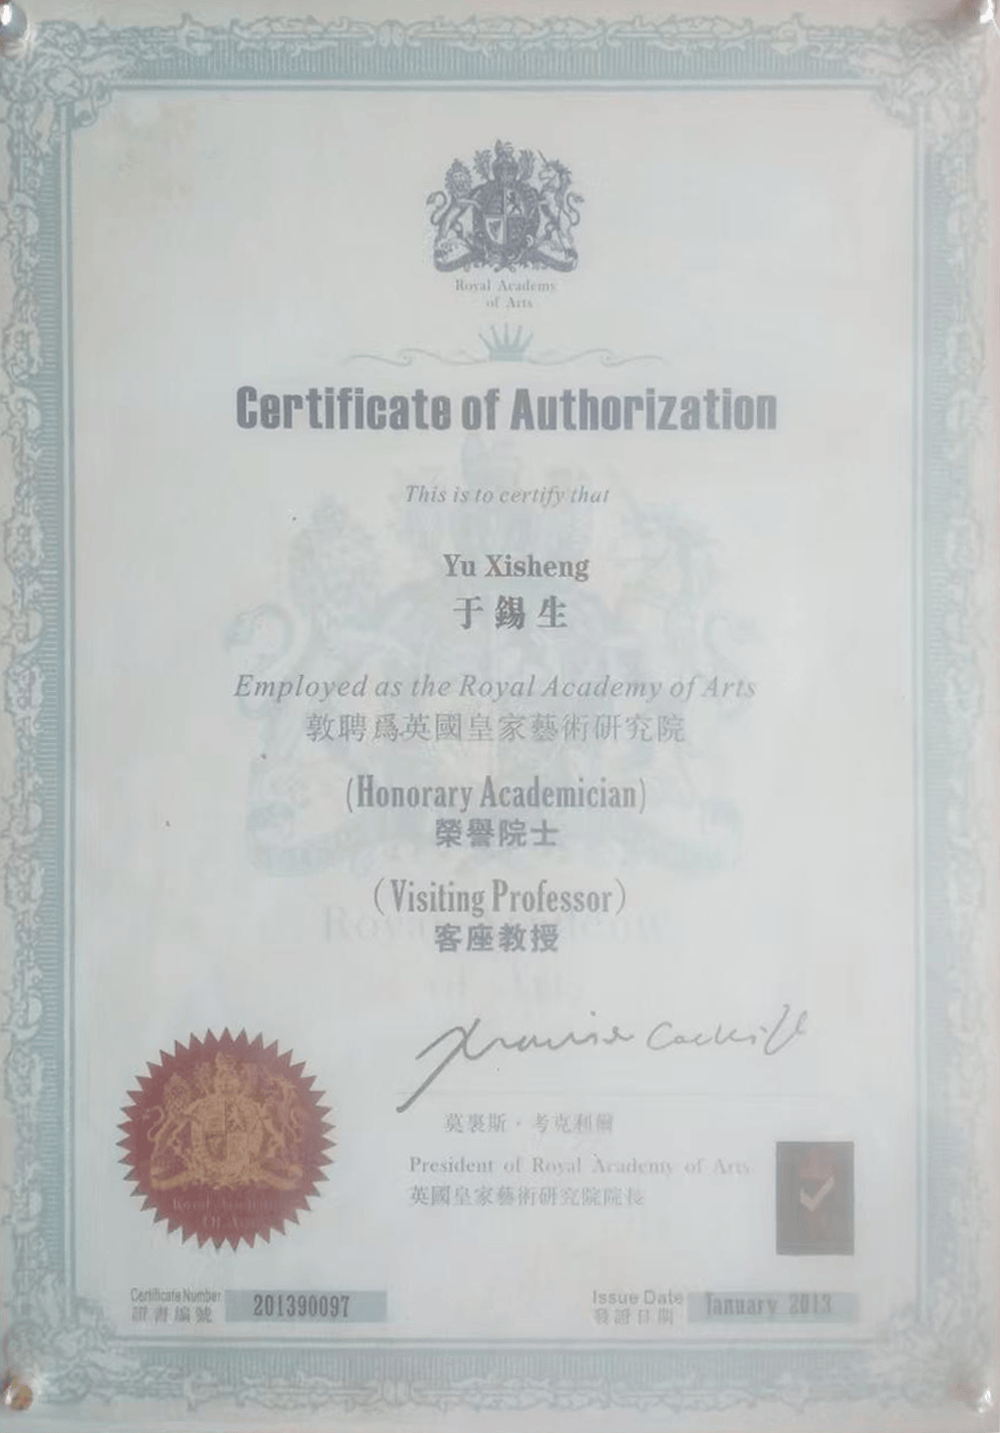 Royal Academy
of Arts
Certificate of Authorization
This is to certify that
Yu Xisheng
于錫生
Employed as the Royal Academy of Arts
敦聘爲英國皇家藝術研究院
(Honorary Academician)
榮譽院士
(Visiting Professor)
客座教授
莫裏斯·考克利爾
President of Royal Academy of Arts
英國皇家藝術研究院院長
Certificate Number
證書編號
201390097
Issue Date
發證日期
January 2013